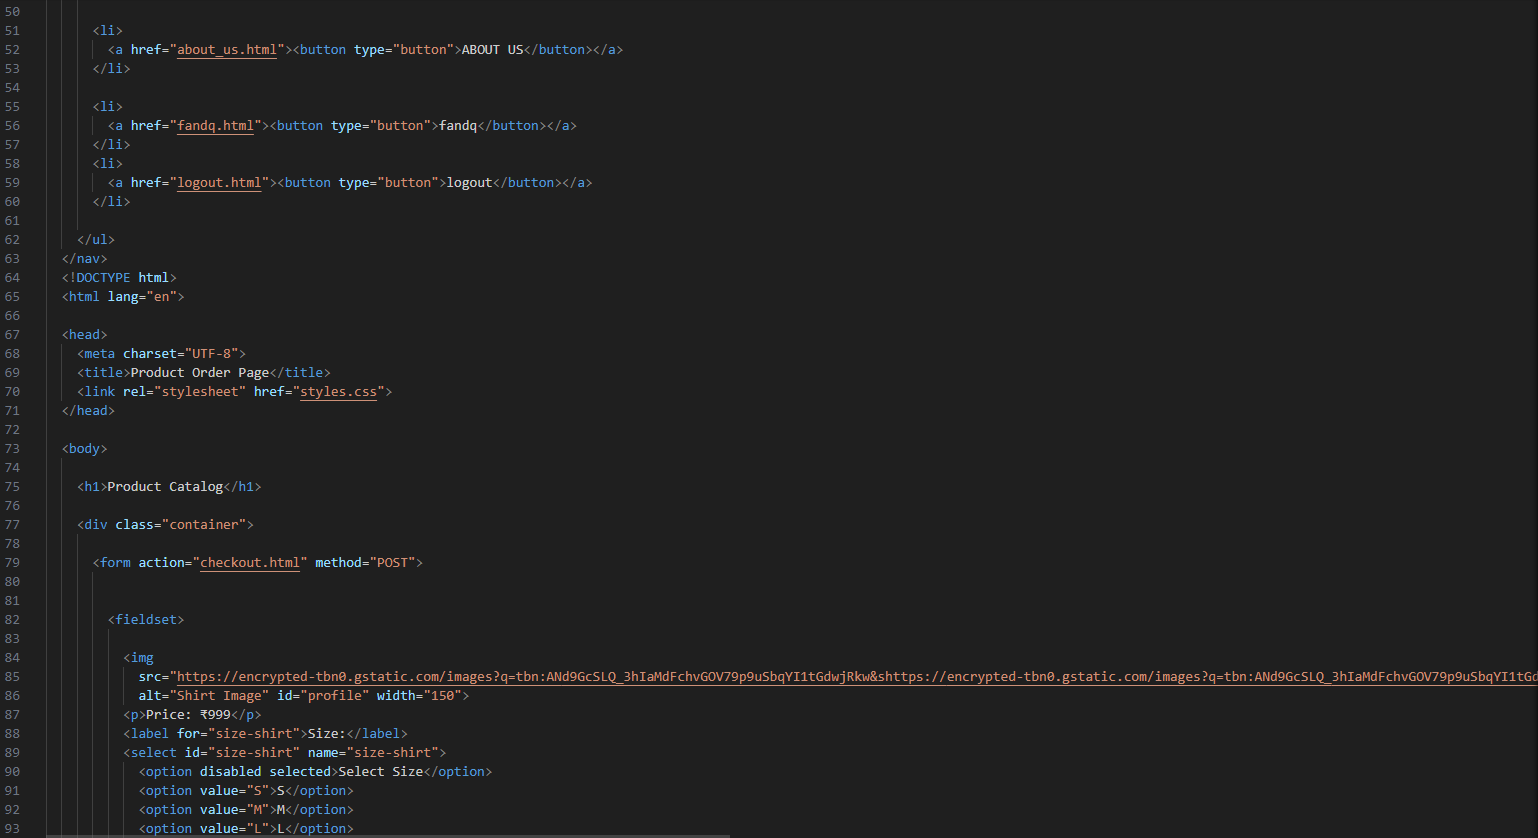 50
51 <li>
52 <a href="about_us.html"><button type="button">ABOUT US</button></a>
53 </li>
54
55 <li>
56 <a href="fandq.html"><button type="button">fandq</button></a>
57 </li>
58 <li>
59 <a href="logout.html"><button type="button">logout</button></a>
60 </li>
61
62 </ul>
63 </nav>
64 <!DOCTYPE html>
65 <html lang="en">
66
67 <head>
68 <meta charset="UTF-8">
69 <title>Product Order Page</title>
70 <link rel="stylesheet" href="styles.css">
71 </head>
72
73 <body>
74
75 <h1>Product Catalog</h1>
76
77 <div class="container">
78
79 <form action="checkout.html" method="POST">
80
81
82 <fieldset>
83
84 <img
85 src="https://encrypted-tbn0.gstatic.com/images?q=tbn:ANd9GcSLQ_3hIaMdFchvGOV79p9uSbqYI1tGdwjRkw&shttps://encrypted-tbn0.gstatic.com/images?q=tbn:ANd9GcSLQ_3hIaMdFchvGOV79p9uSbqYI1tGd
86 alt="Shirt Image" id="profile" width="150">
87 <p>Price: ₹999</p>
88 <label for="size-shirt">Size:</label>
89 <select id="size-shirt" name="size-shirt">
90 <option disabled selected>Select Size</option>
91 <option value="S">S</option>
92 <option value="M">M</option>
93 <option value="L">L</option>